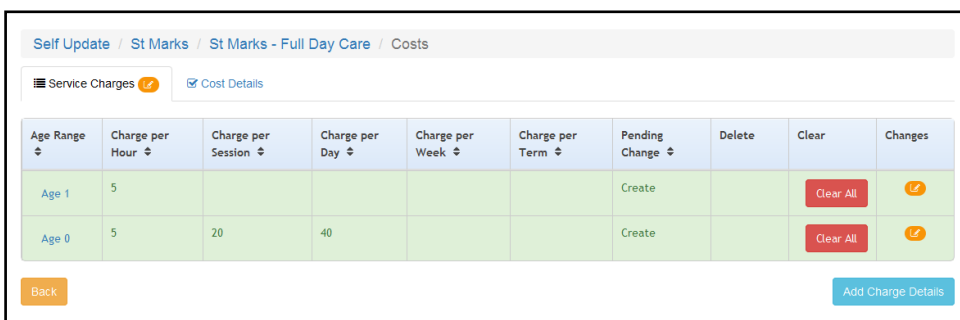 Self Update / St Marks / St Marks - Full Day Care / Costs
Service Charges Cost Details
Age Range Charge per Hour Charge per Session Charge per Day Charge per Week Charge per Term Pending Change Delete Clear Changes
Age 1 5 Create Clear All
Age 0 5 20 40 Create Clear All
Back Add Charge Details